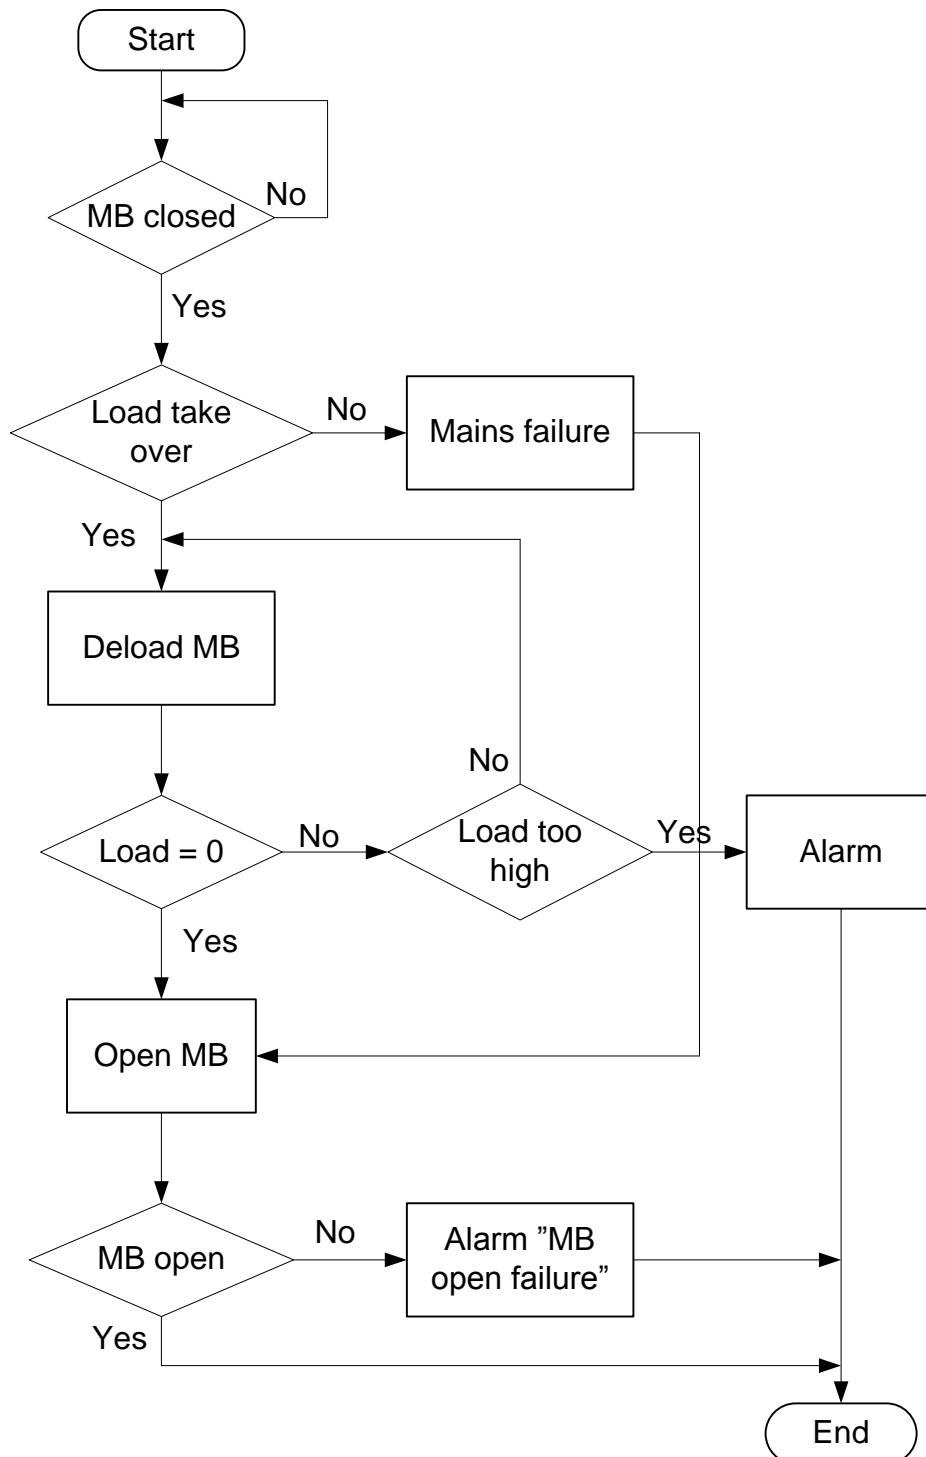 Start
MB closed
No
Yes
Load take
over
No
Mains failure
Yes
Deload MB
No
Load = 0
No
Load too
high
Yes
Alarm
Yes
Open MB
MB open
No
Alarm ”MB
open failure”
Yes
End